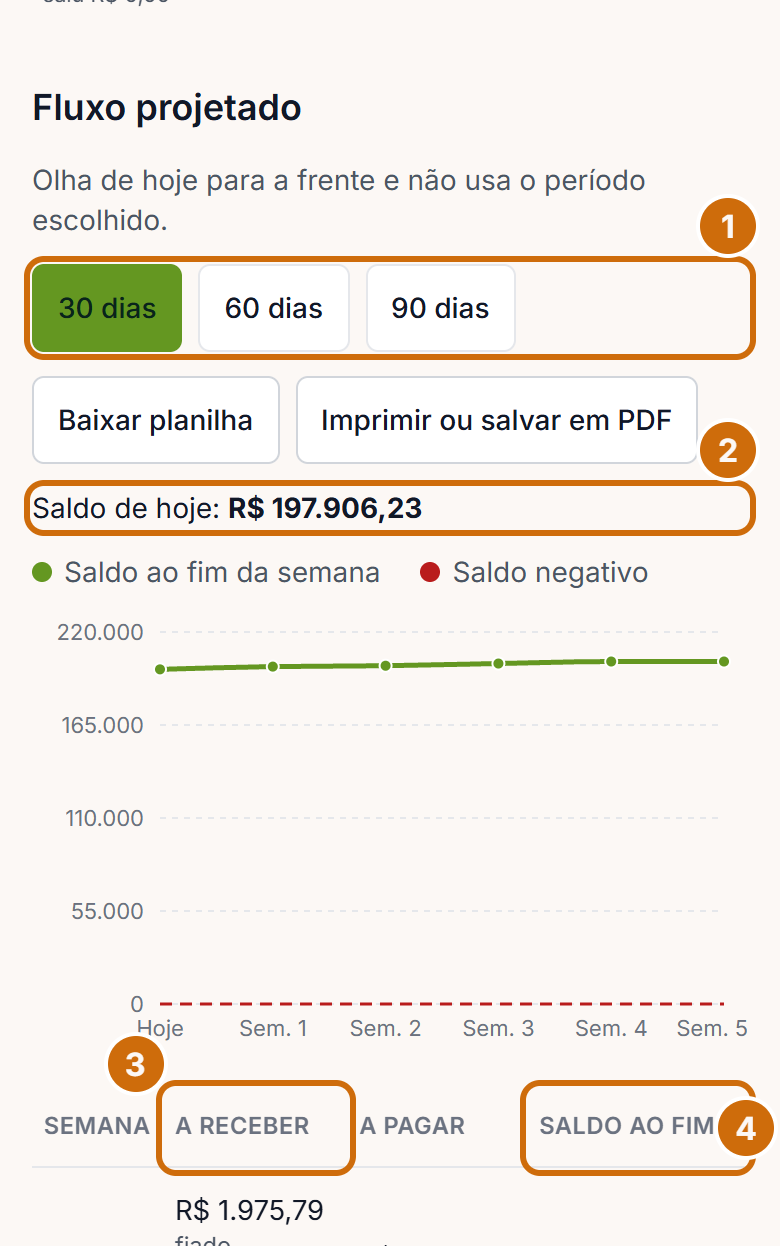 Fluxo projetado
Olha de hoje para a frente e não usa o período
escolhido.
1
30 dias 60 dias 90 dias
Baixar planilha Imprimir ou salvar em PDF
2
Saldo de hoje: R$ 197.906,23
Saldo ao fim da semana Saldo negativo
220.000
165.000
110.000
55.000
0
Hoje Sem. 1 Sem. 2 Sem. 3 Sem. 4 Sem. 5
3
SEMANA A RECEBER A PAGAR SALDO AO FIM 4
R$ 1.975,79
fiado